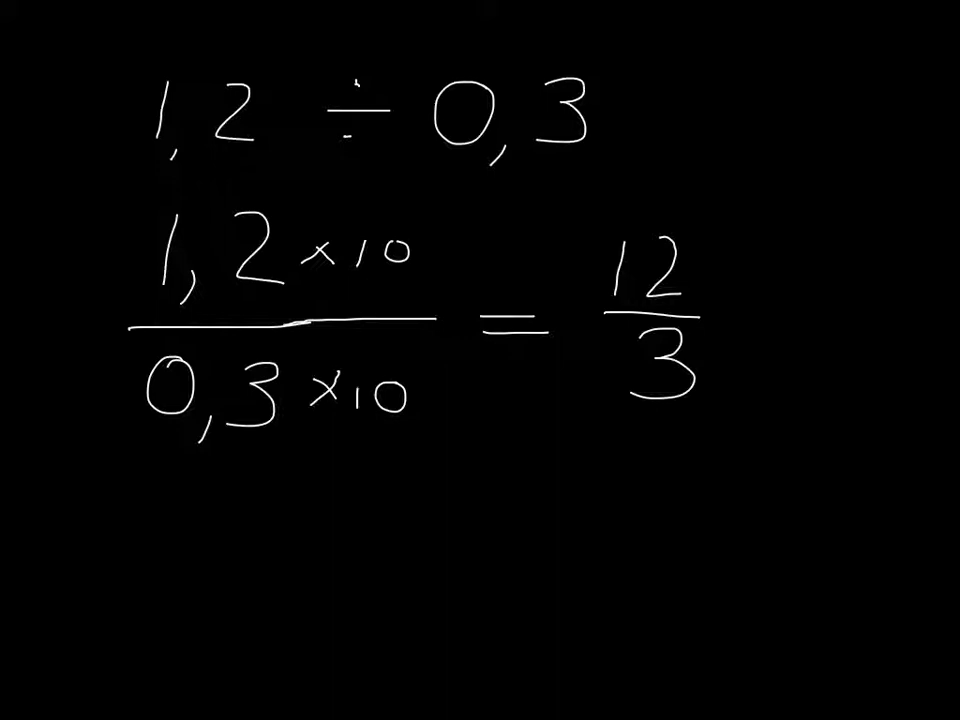 1,2 ÷ 0,3
1,2 × 10
0,3 × 10
=
12
3